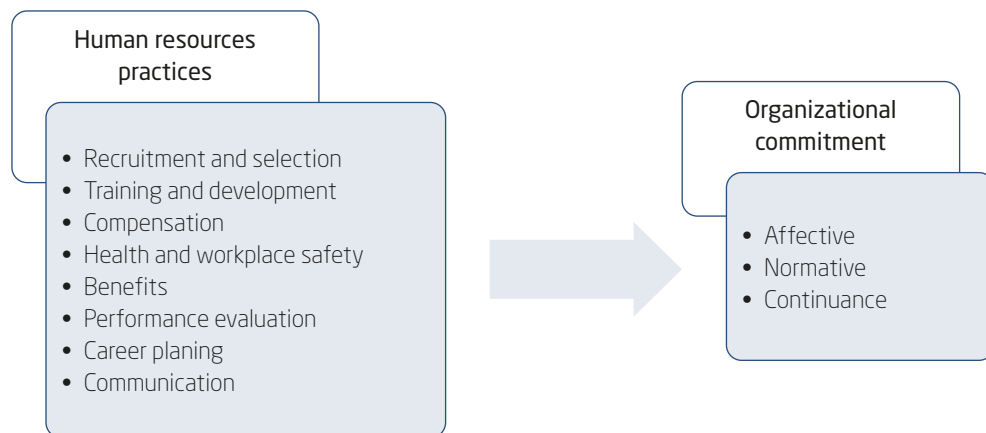 Human resources
practices
• Recruitment and selection
• Training and development
• Compensation
• Health and workplace safety
• Benefits
• Performance evaluation
• Career planing
• Communication
Organizational
commitment
• Affective
• Normative
• Continuance